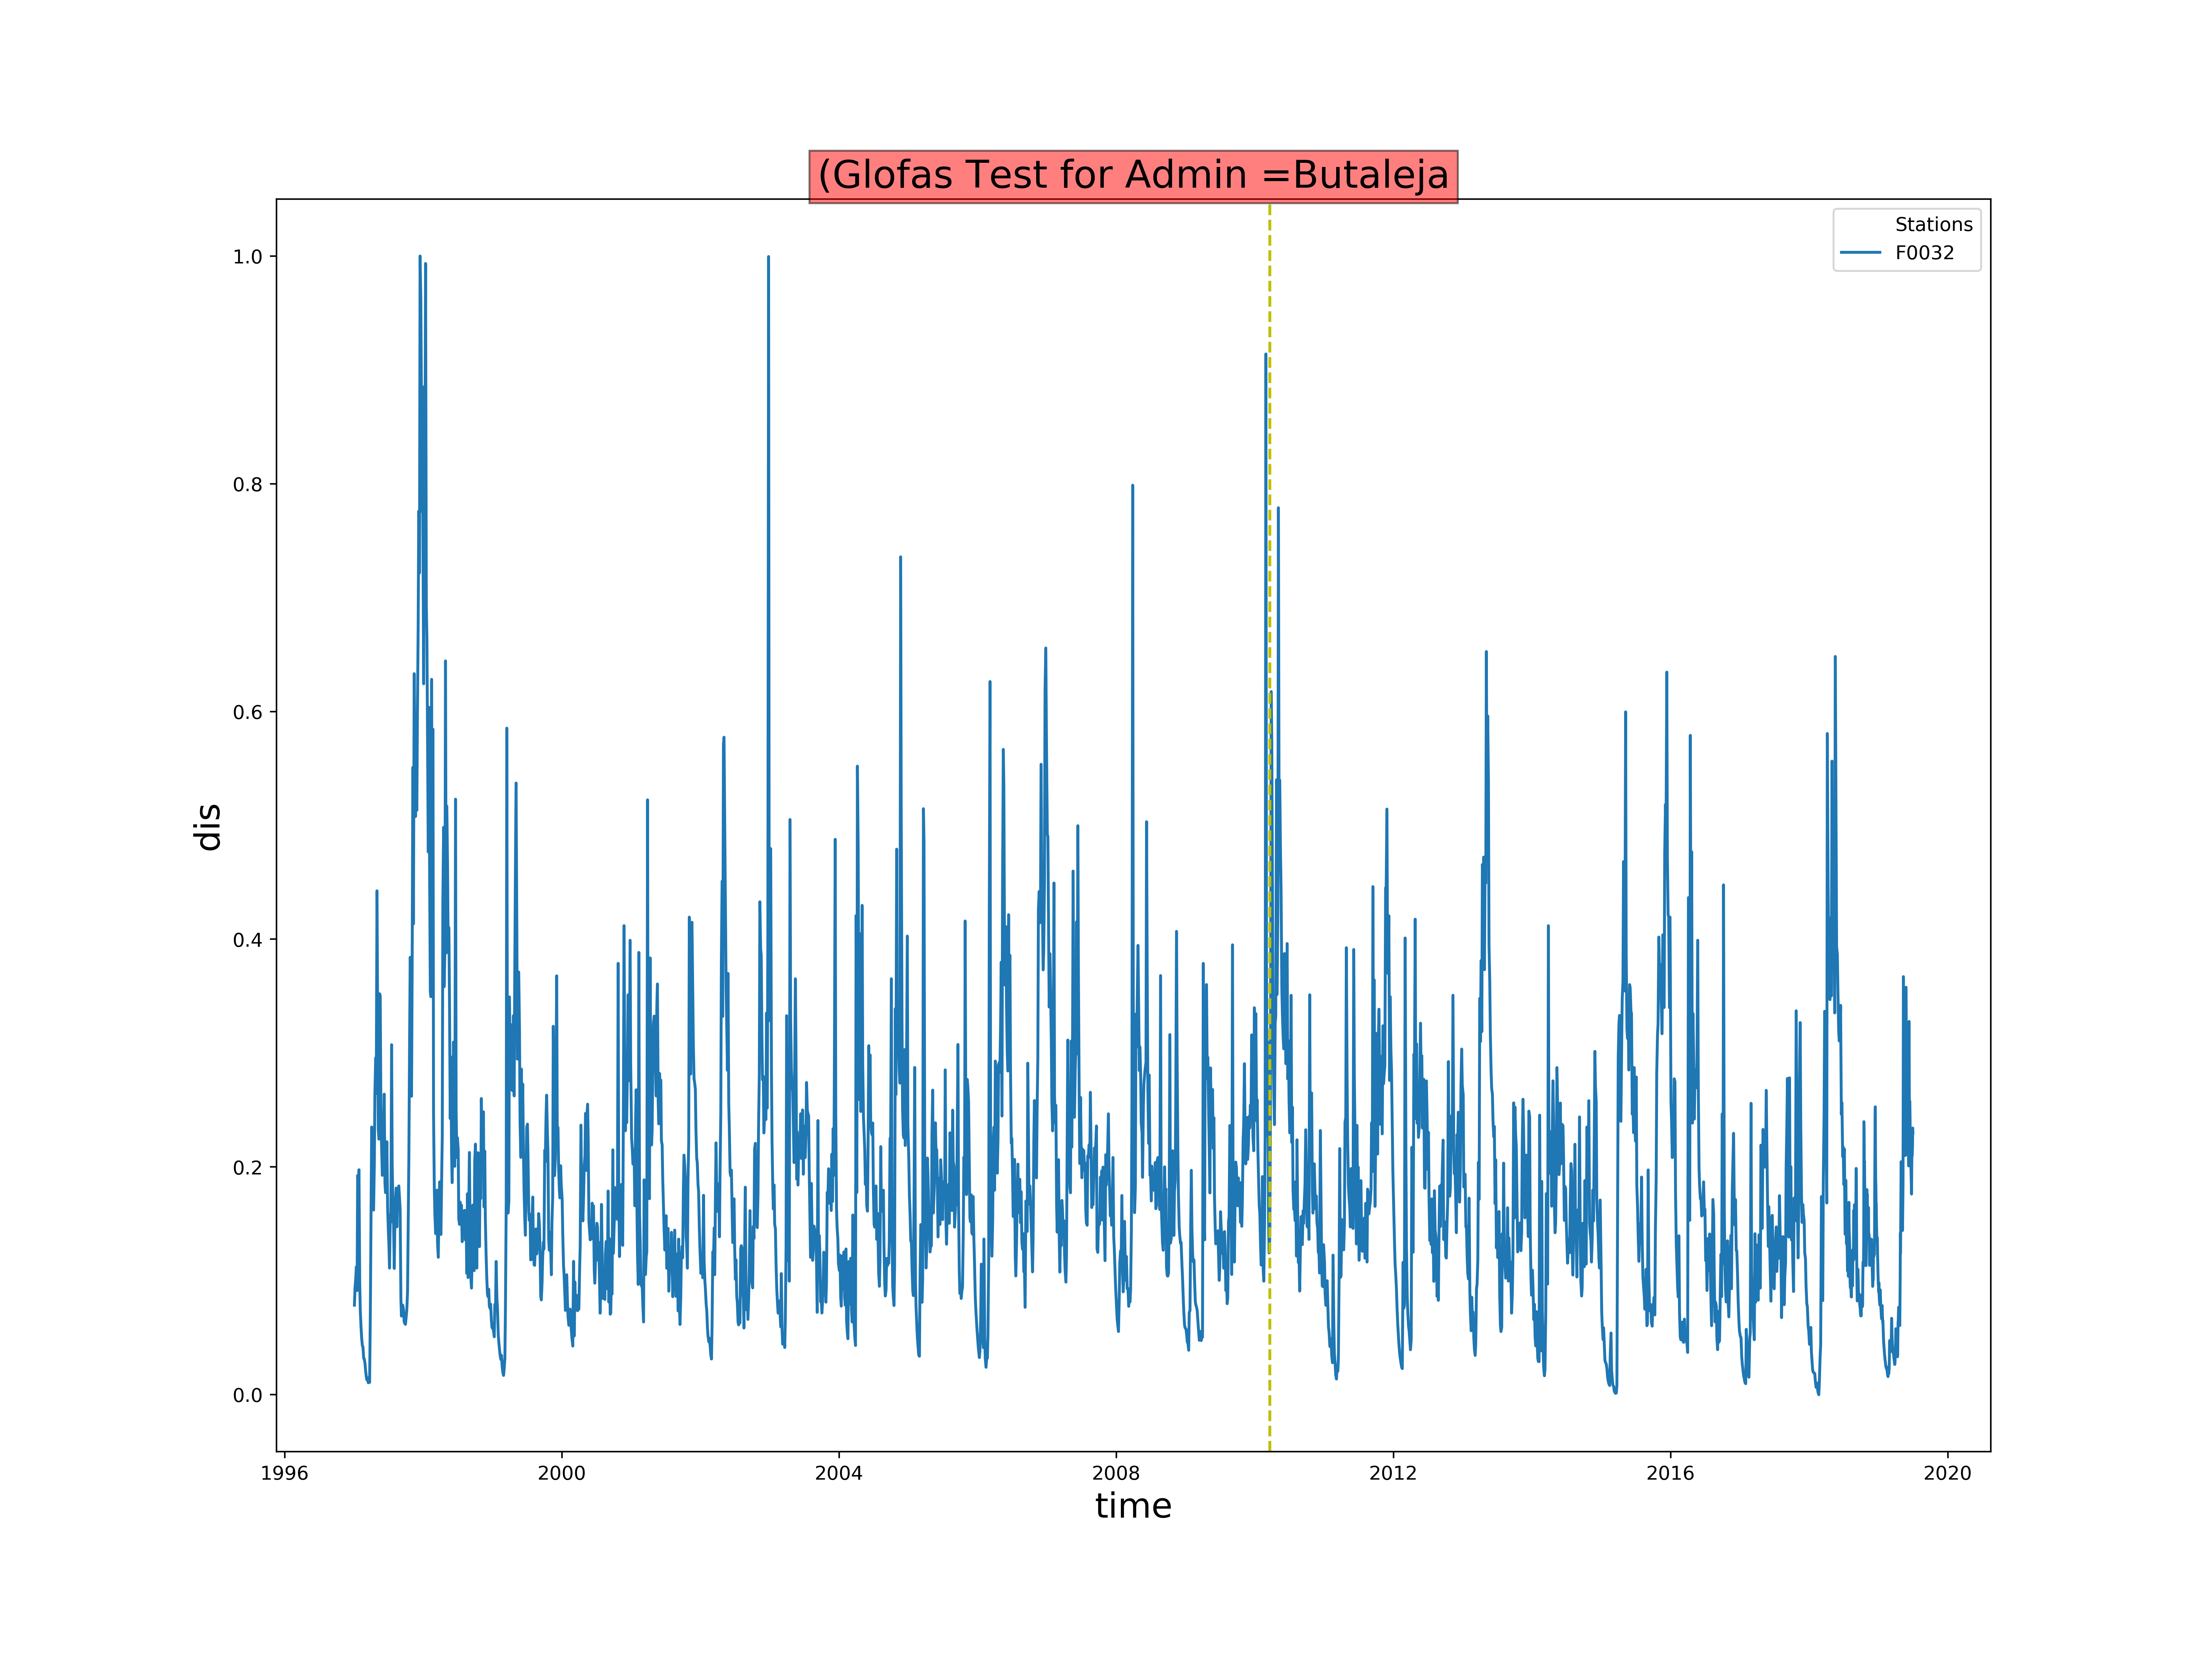 (Glofas Test for Admin =Butaleja
Stations
F0032
1.0
0.8
0.6
0.4
0.2
0.0
dis
1996 2000 2004 2008 2012 2016 2020
time